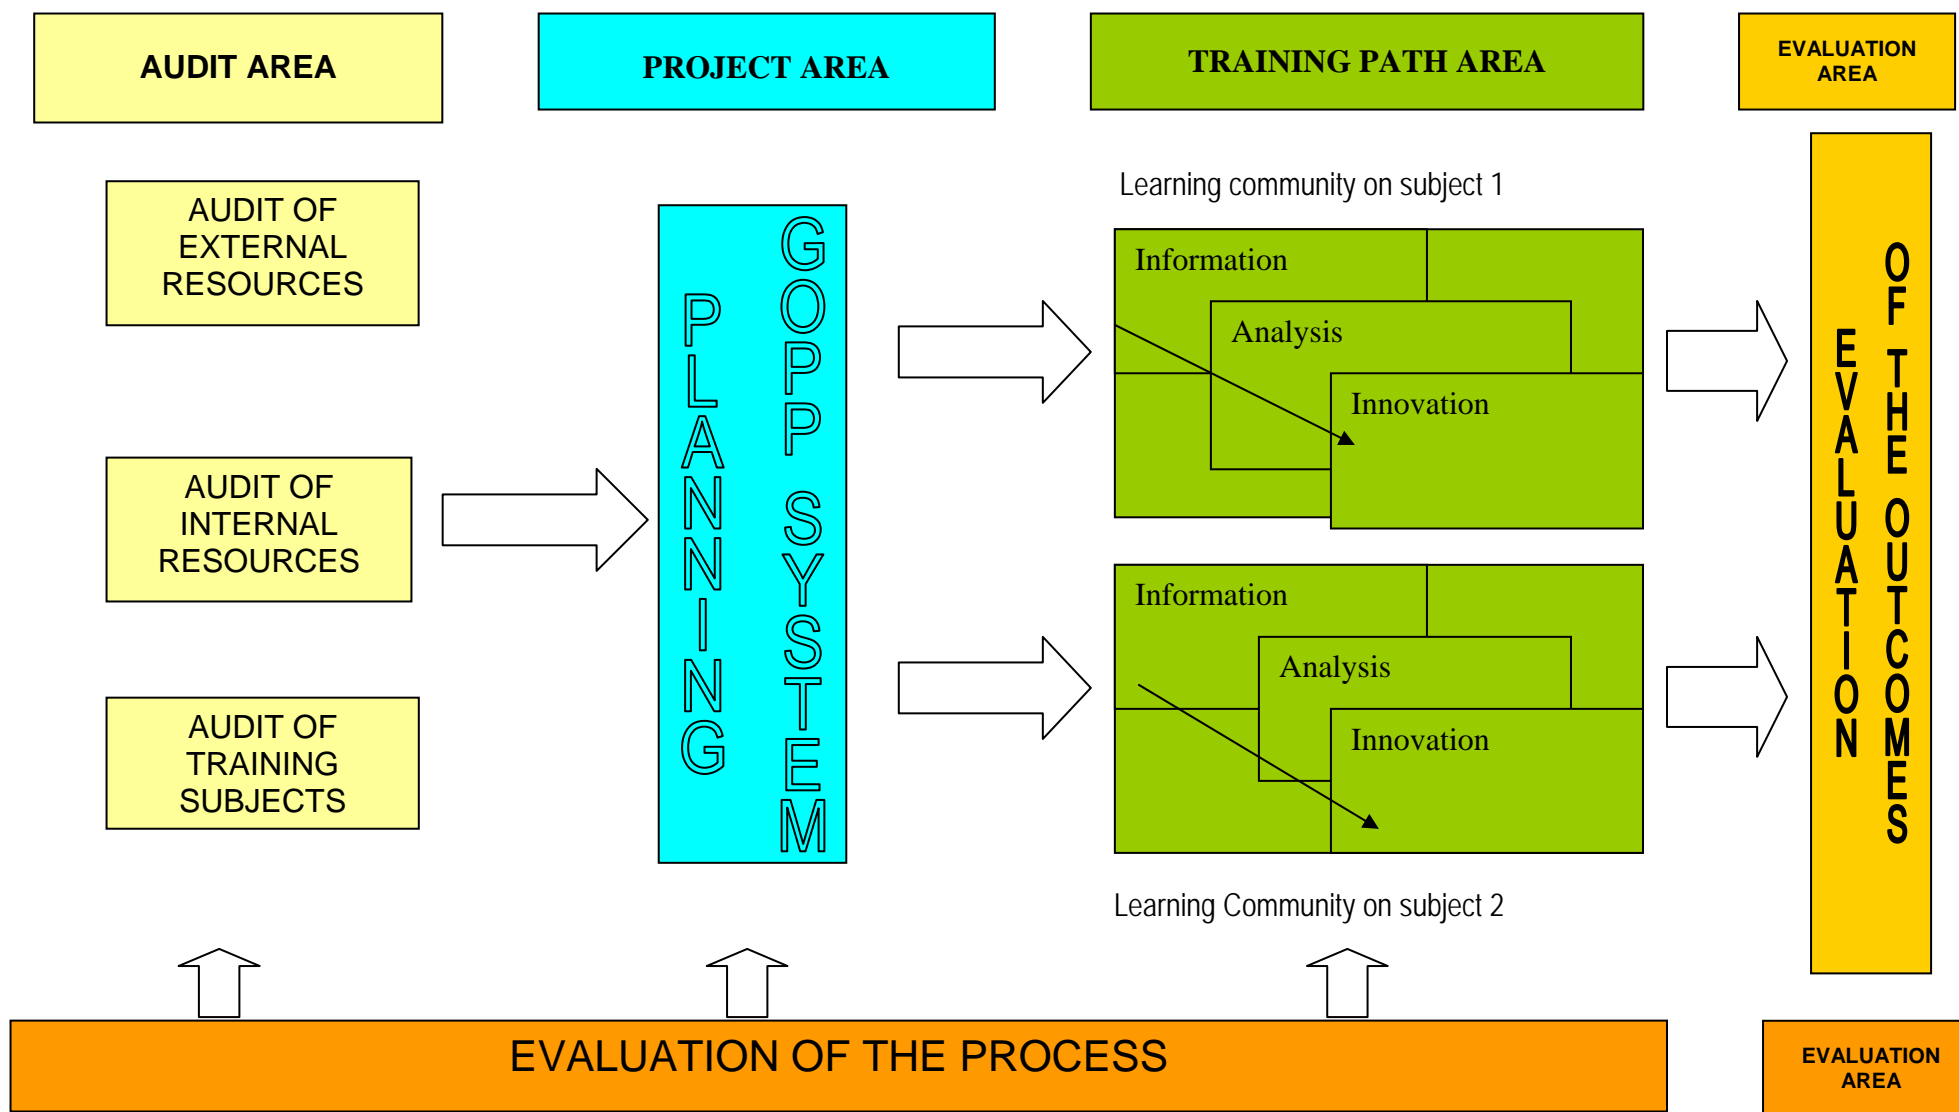 AUDIT AREA
PROJECT AREA
TRAINING PATH AREA
EVALUATION
AREA
AUDIT OF
EXTERNAL
RESOURCES
AUDIT OF
INTERNAL
RESOURCES
AUDIT OF
TRAINING
SUBJECTS
PLANNING
GOPP SYSTEM
Learning community on subject 1
Information
Analysis
Innovation
Information
Analysis
Innovation
Learning Community on subject 2
EVALUATION
OF THE OUTCOMES
EVALUATION OF THE PROCESS
EVALUATION
AREA